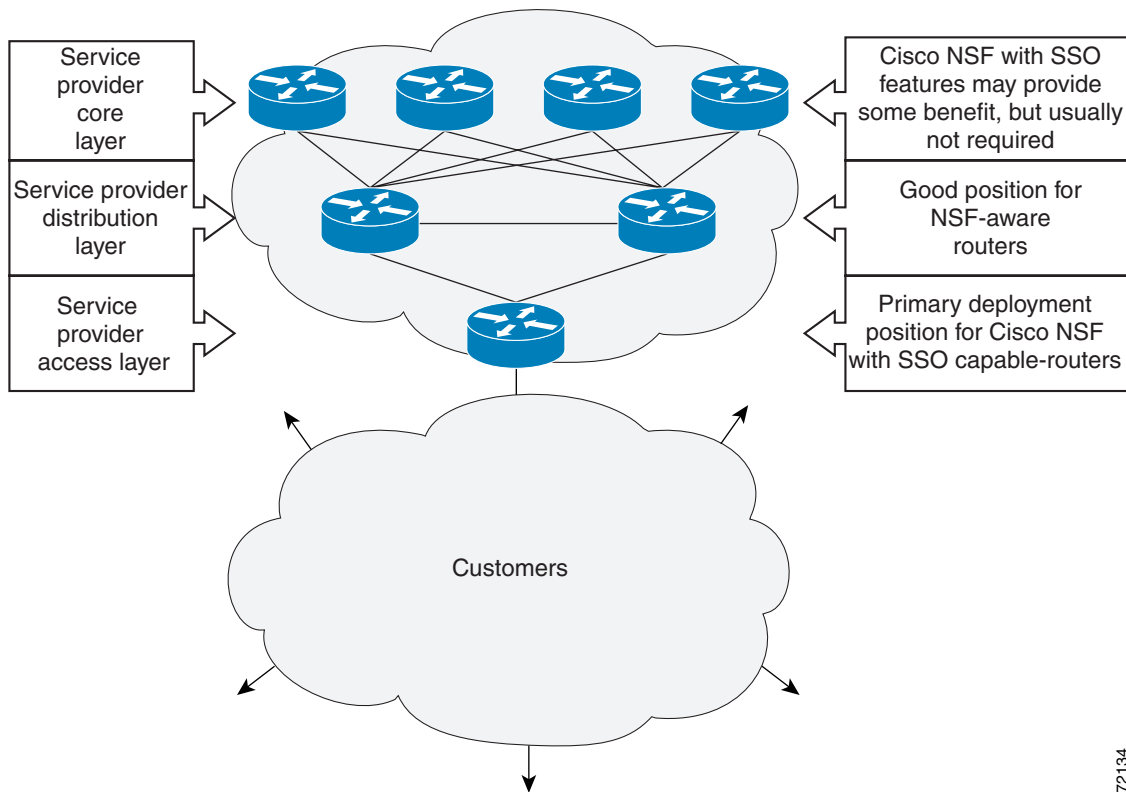 Service
provider
core
layer
Cisco NSF with SSO
features may provide
some benefit, but usually
not required
Service provider
distribution
layer
Good position for
NSF-aware
routers
Service
provider
access layer
Primary deployment
position for Cisco NSF
with SSO capable-routers
Customers
72134